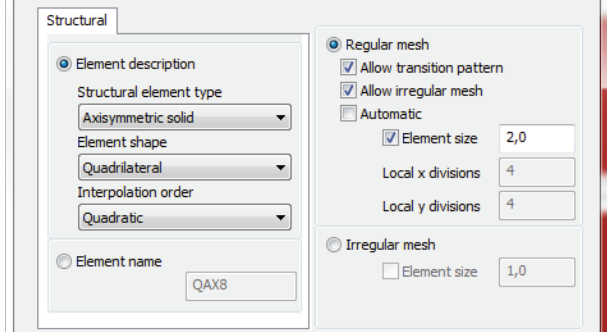 Structural
Element description
Structural element type
Axisymmetric solid
Element shape
Quadrilateral
Interpolation order
Quadratic
Element name
QAX8
Regular mesh
Allow transition pattern
Allow irregular mesh
Automatic
Element size 2,0
Local x divisions 4
Local y divisions 4
Irregular mesh
Element size 1,0